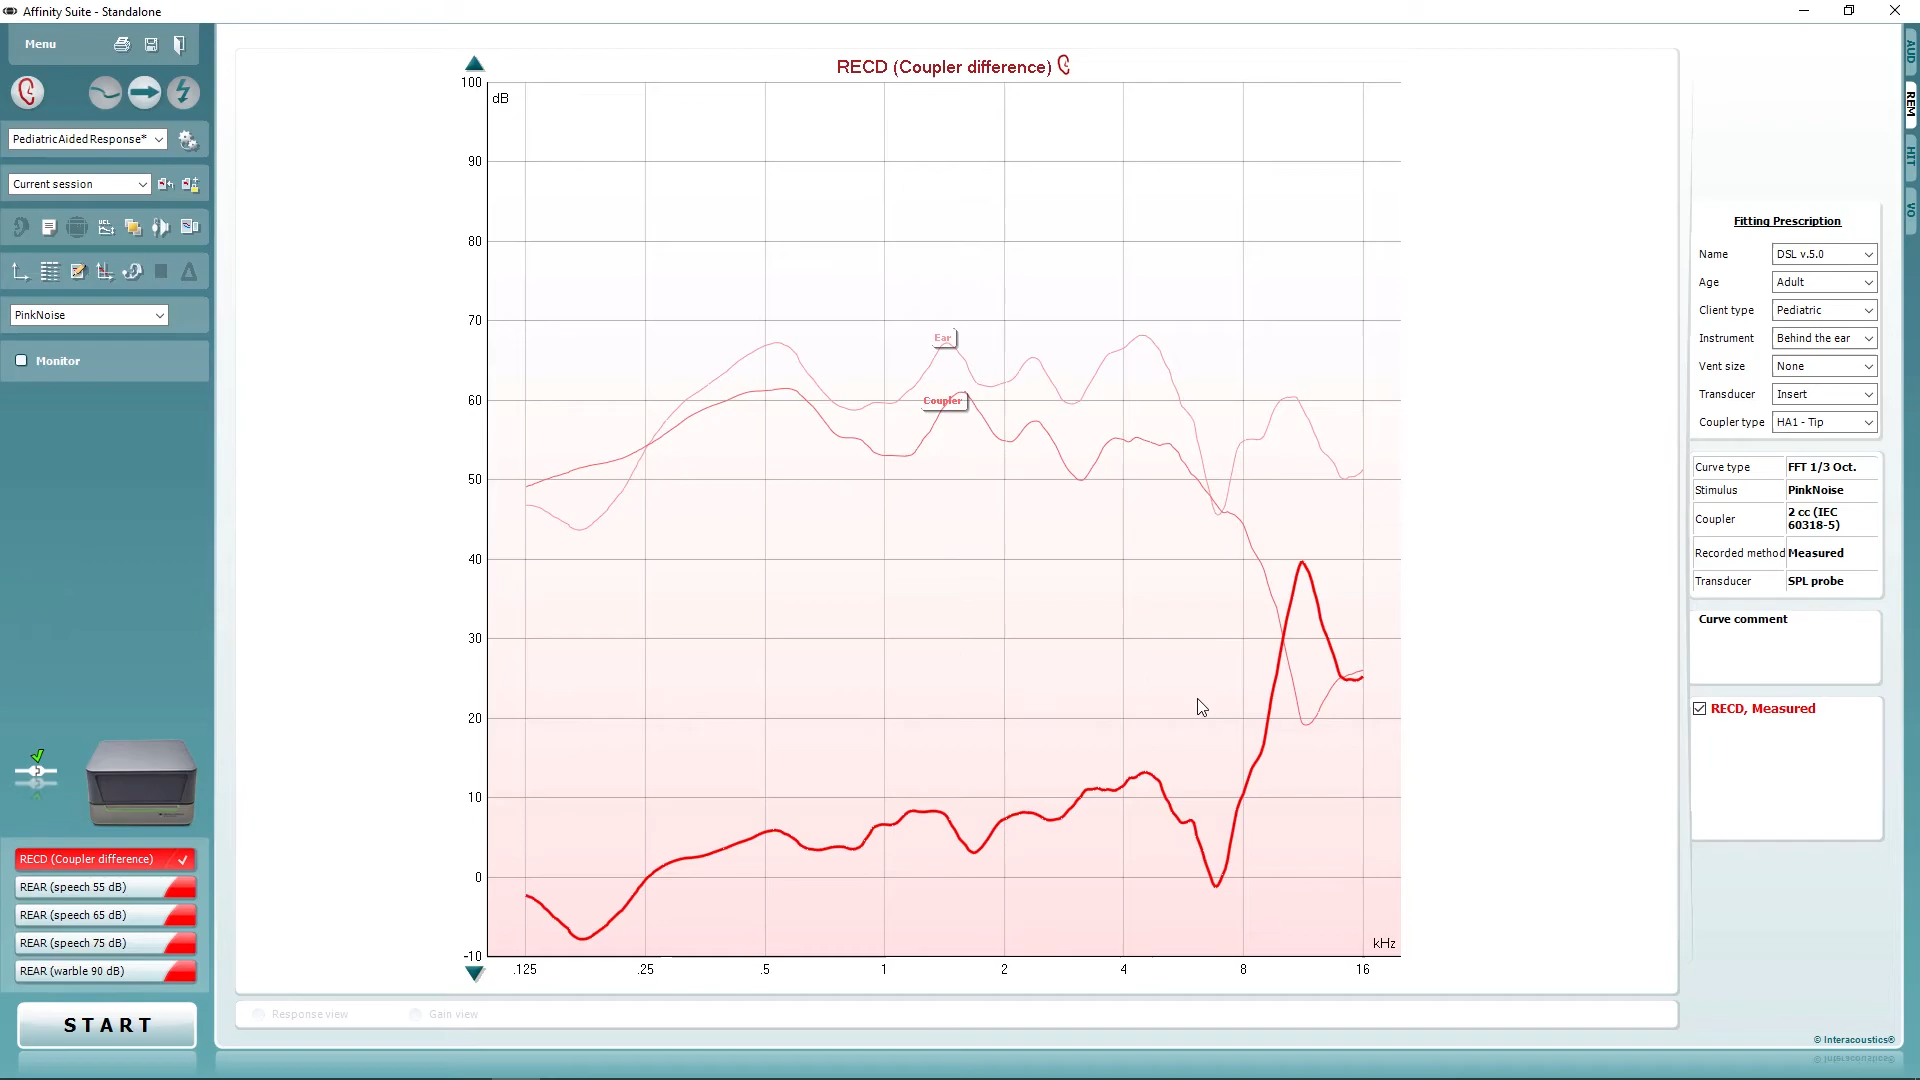 Affinity Suite - Standalone
Menu
PediatricAidedResponse*
Current session
UCL
PinkNoise
Monitor
RECD (Coupler difference)
REAR (speech 55 dB)
REAR (speech 65 dB)
REAR (speech 75 dB)
REAR (warble 90 dB)
START
RECD (Coupler difference)
dB
100
90
80
70
60
50
40
30
20
10
0
-10
Ear
Coupler
kHz
.125 .25 .5 1 2 4 8 16
Response view Gain view
Fitting Prescription
Name DSL v.5.0
Age Adult
Client type Pediatric
Instrument Behind the ear
Vent size None
Transducer Insert
Coupler type HA1 - Tip
Curve type FFT 1/3 Oct.
Stimulus PinkNoise
Coupler 2 cc (IEC
60318-5)
Recorded method Measured
Transducer SPL probe
Curve comment
RECD, Measured
© Interacoustics®
AUD
REM
HIT
VO